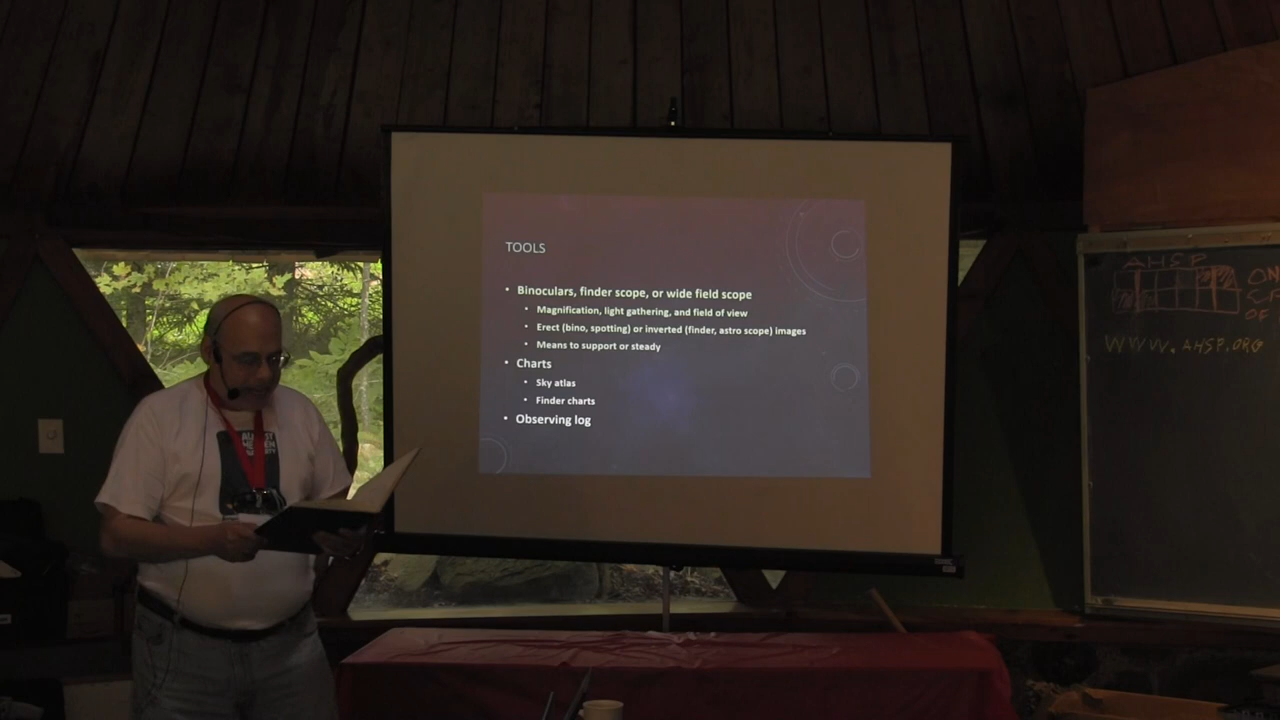 TOOLS
• Binoculars, finder scope, or wide field scope
• Magnification, light gathering, and field of view
• Erect (bino, spotting) or inverted (finder, astro scope) images
• Means to support or steady
• Charts
• Sky atlas
• Finder charts
• Observing log
AHSP
ON
OF
WWW.AHSP.ORG